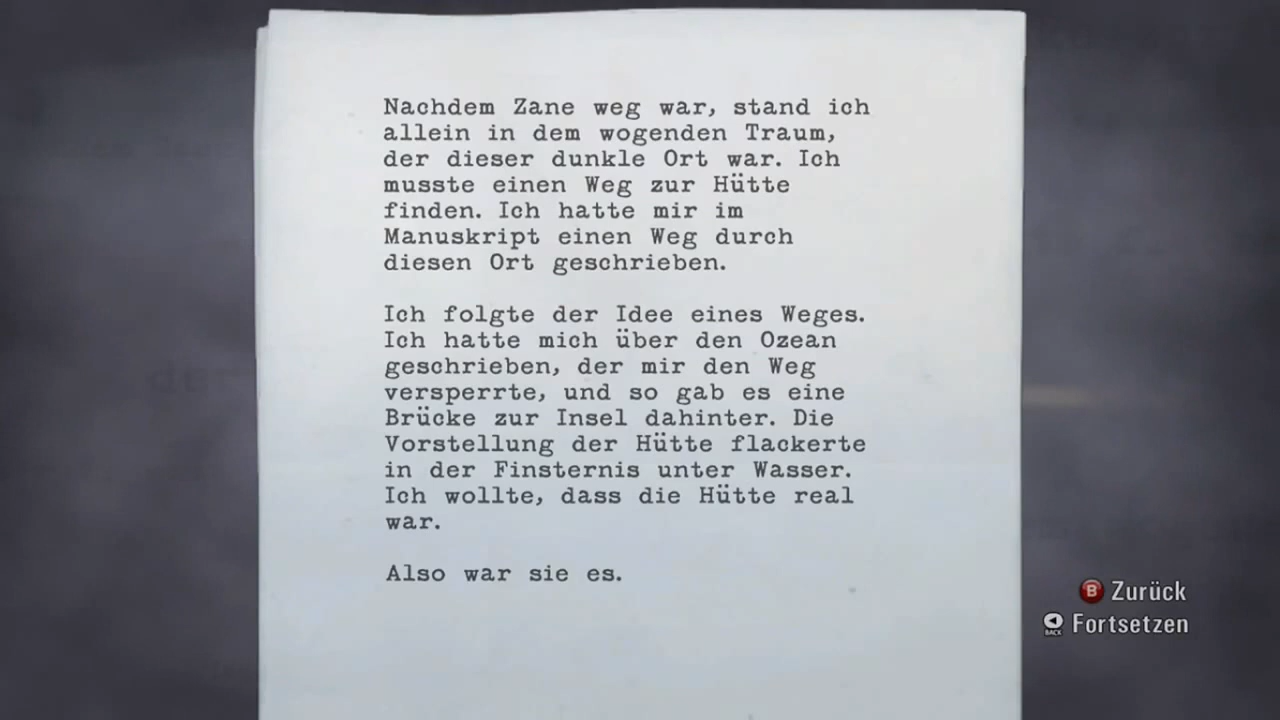 Nachdem Zane weg war, stand ich
allein in dem wogenden Traum,
der dieser dunkle Ort war. Ich
musste einen Weg zur Hütte
finden. Ich hatte mir im
Manuskript einen Weg durch
diesen Ort geschrieben.
Ich folgte der Idee eines Weges.
Ich hatte mich über den Ozean
geschrieben, der mir den Weg
versperrte, und so gab es eine
Brücke zur Insel dahinter. Die
Vorstellung der Hütte flackerte
in der Finsternis unter Wasser.
Ich wollte, dass die Hütte real
war.
Also war sie es.
B Zurück
BACK Fortsetzen